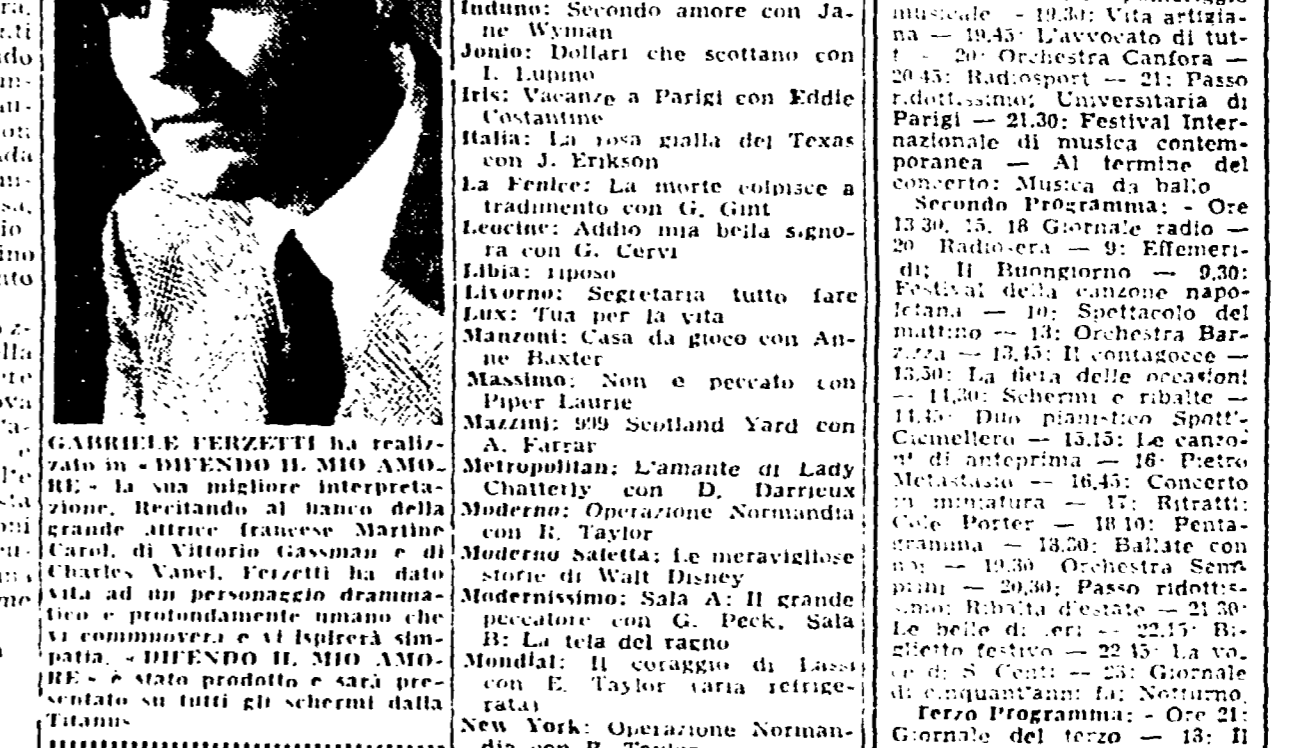 GABRIELE FERZETTI ha realiz-
zato in « DIFENDO IL MIO AMO-
RE » la sua migliore interpreta-
zione. Recitando al fianco della
grande attrice francese Martine
Carol, di Vittorio Gassman e di
Charles Vanel, Ferzetti ha dato
vita ad un personaggio dramma-
tico e profondamente umano che
vi commuoverà e vi ispirerà sim-
patia. « DIFENDO IL MIO AMO-
RE » è stato prodotto e sarà pre-
sentato su tutti gli schermi dalla
Titanus
Induno: Secondo amore con Ja-
ne Wyman
Jonio: Dollari che scottano con
I. Lupino
Iris: Vacanze a Parigi con Eddie
Costantine
Italia: La rosa gialla del Texas
con J. Erikson
La Fenice: La morte colpisce a
tradimento con G. Gint
Leocine: Addio mia bella signo-
ra con G. Cervi
Libia: riposo
Livorno: Segretaria tutto fare
Lux: Tua per la vita
Manzoni: Casa da gioco con An-
ne Baxter
Massimo: Non è peccato con
Piper Laurie
Mazzini: 999 Scotland Yard con
A. Farrar
Metropolitan: L'amante di Lady
Chatterly con D. Darrieux
Moderno: Operazione Normandia
con R. Taylor
Moderno Saletta: Le meravigliose
storie di Walt Disney
Modernissimo: Sala A: Il grande
peccatore con G. Peck, Sala
B: La tela del ragno
Mondial: Il coraggio di Lassi
con E. Taylor (aria refrige-
rata)
New York: Operazione Norman-
dia con R. Taylor
musicale - 19.30: Vita artigia-
na — 19.45: L'avvocato di tut-
t - 20: Orchestra Canfora —
20.45: Radiosport — 21: Passo
ridottissimo; Universitaria di
Parigi — 21.30: Festival Inter-
nazionale di musica contem-
poranea — Al termine del
concerto: Musica da ballo
Secondo Programma: - Ore
13.30, 15, 18 Giornale radio —
20 Radiosera — 9: Effemeri-
di; Il Buongiorno — 9,30:
Festival della canzone napo-
letana — 10: Spettacolo del
mattino — 13: Orchestra Bar-
zizza — 13.45: Il contagocce —
13,50: La fiera delle occasioni
— 14,30: Schermi e ribalte —
14.45: Duo pianistico Spott'-
Cicmellero — 15.15: Le canzo-
ni di anteprima — 16: Pietro
Metastasio — 16,45: Concerto
in miniatura — 17: Ritratti:
Cole Porter — 18.10: Penta-
gramma — 18.30: Ballate con
noi — 19.30 Orchestra Sem-
prini — 20,30: Passo ridottis-
simo; Ribalta d'estate — 21.30:
Le belle di ieri — 22.15: Bi-
glietto festivo — 22.45: La vo-
ce di S. Centi — 23: Giornale
di cinquant'anni fa; Notturno.
Terzo Programma: - Ore 21:
Giornale del terzo — 13: Il